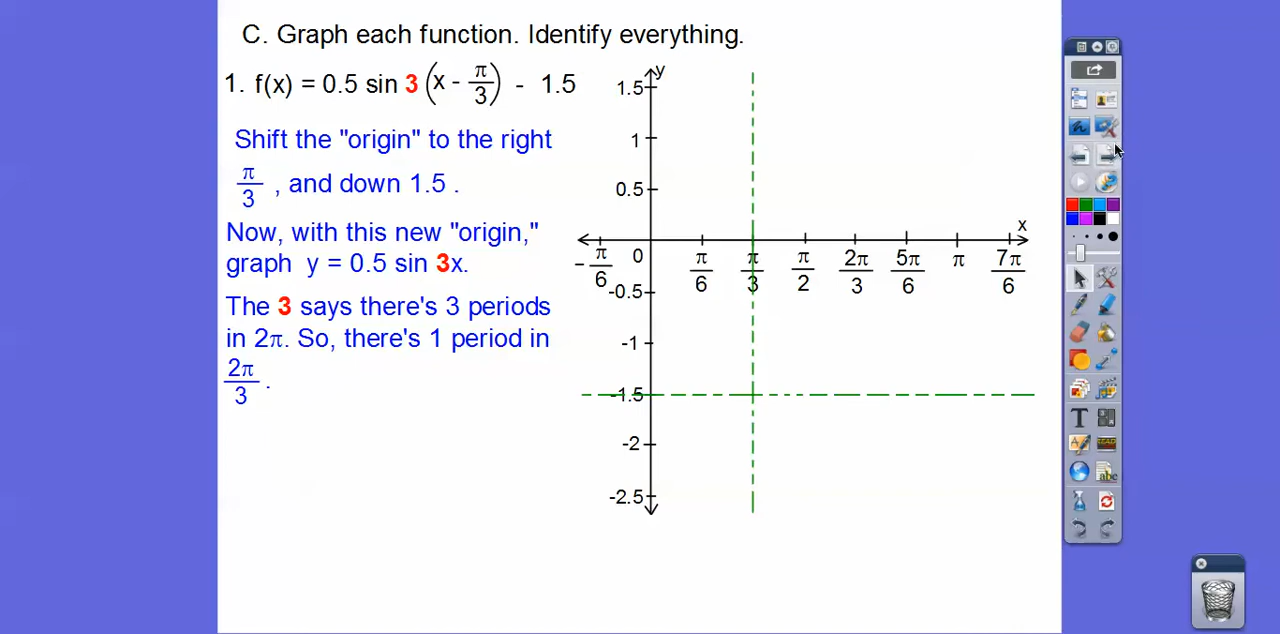 C. Graph each function. Identify everything.
1. f(x) = 0.5 sin 3(x - π/3) - 1.5
Shift the "origin" to the right
π/3 , and down 1.5 .
Now, with this new "origin,"
graph y = 0.5 sin 3x.
The 3 says there's 3 periods
in 2π. So, there's 1 period in
2π/3 .
y
1.5
1
0.5
x
-π/6 0 π/6 π/3 π/2 2π/3 5π/6 π 7π/6
-0.5
-1
-1.5
-2
-2.5
T
abc